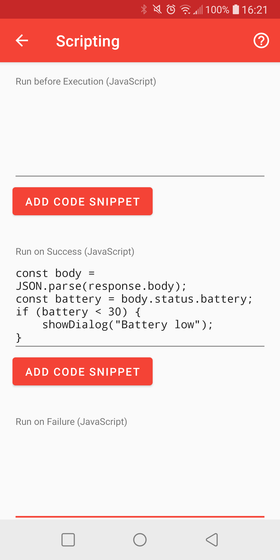 100% 16:21
Scripting
Run before Execution (JavaScript)
ADD CODE SNIPPET
Run on Success (JavaScript)
const body =
JSON.parse(response.body);
const battery = body.status.battery;
if (battery < 30) {
    showDialog("Battery low");
}
ADD CODE SNIPPET
Run on Failure (JavaScript)